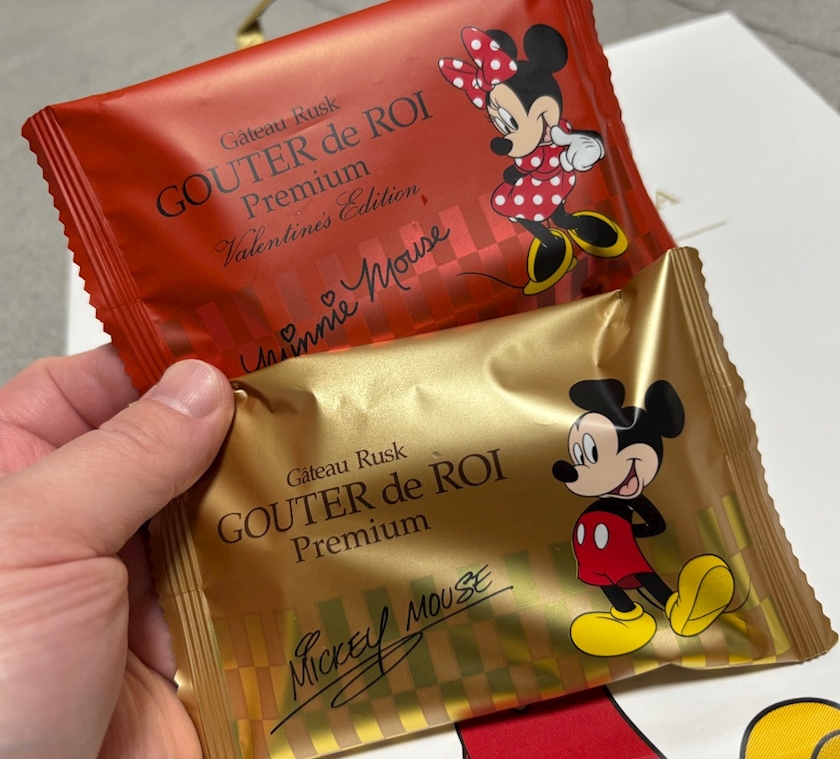 Gâteau Rusk
GOUTER de ROI
Premium
Valentine's Edition
Minnie Mouse
Gâteau Rusk
GOUTER de ROI
Premium
MICKEY MOUSE